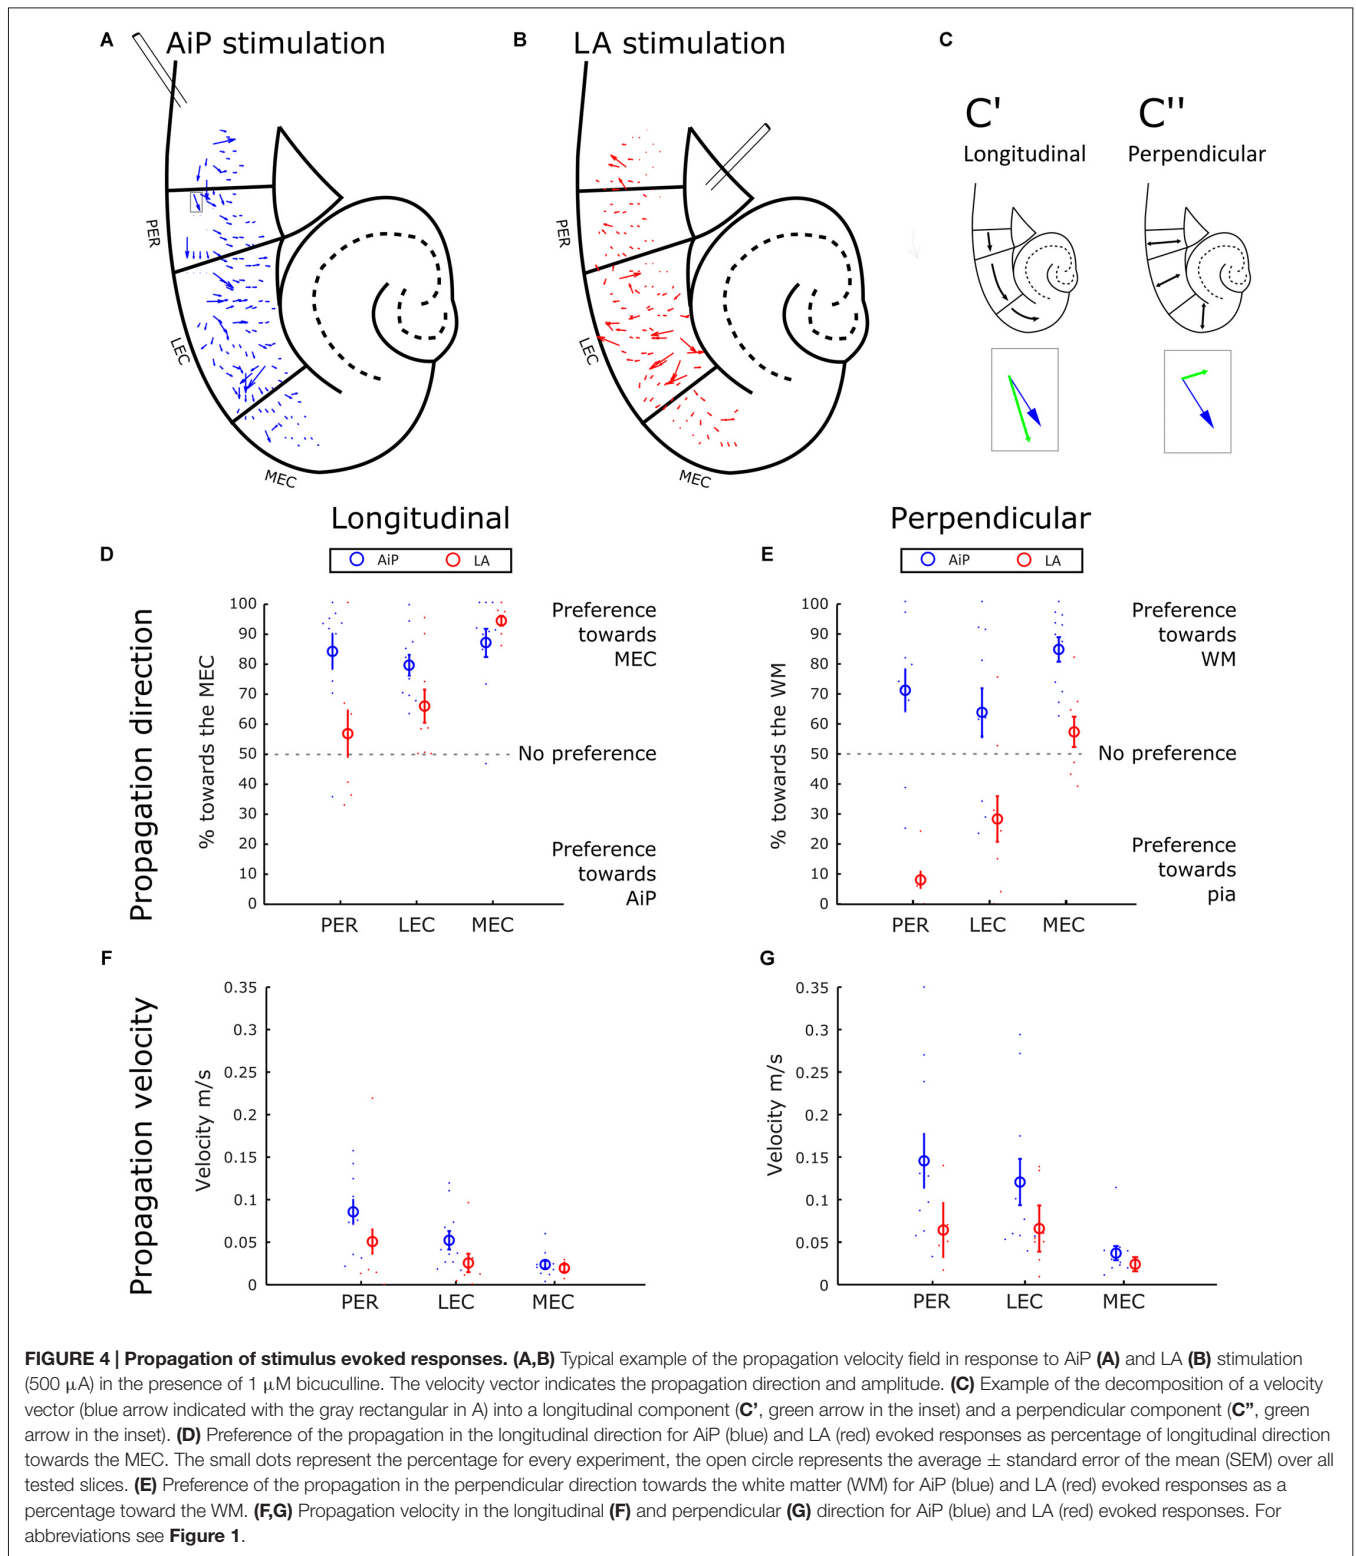 A AiP stimulation
B LA stimulation
C
C' C''
Longitudinal Perpendicular
PER
LEC
MEC
PER
LEC
MEC
Longitudinal
D
AiP LA
Propagation direction
% towards the MEC
100
90
80
70
60
50
40
30
20
10
0
PER LEC MEC
Preference
towards
MEC
No preference
Preference
towards
AiP
Perpendicular
E
AiP LA
% towards the WM
100
90
80
70
60
50
40
30
20
10
0
PER LEC MEC
Preference
towards
WM
No preference
Preference
towards
pia
F
Propagation velocity
Velocity m/s
0.35
0.3
0.25
0.2
0.15
0.1
0.05
0
PER LEC MEC
G
Velocity m/s
0.35
0.3
0.25
0.2
0.15
0.1
0.05
0
PER LEC MEC
FIGURE 4 | Propagation of stimulus evoked responses. (A,B) Typical example of the propagation velocity field in response to AiP (A) and LA (B) stimulation
(500 μA) in the presence of 1 μM bicuculline. The velocity vector indicates the propagation direction and amplitude. (C) Example of the decomposition of a velocity
vector (blue arrow indicated with the gray rectangular in A) into a longitudinal component (C’, green arrow in the inset) and a perpendicular component (C”, green
arrow in the inset). (D) Preference of the propagation in the longitudinal direction for AiP (blue) and LA (red) evoked responses as percentage of longitudinal direction
towards the MEC. The small dots represent the percentage for every experiment, the open circle represents the average ± standard error of the mean (SEM) over all
tested slices. (E) Preference of the propagation in the perpendicular direction towards the white matter (WM) for AiP (blue) and LA (red) evoked responses as a
percentage toward the WM. (F,G) Propagation velocity in the longitudinal (F) and perpendicular (G) direction for AiP (blue) and LA (red) evoked responses. For
abbreviations see Figure 1.